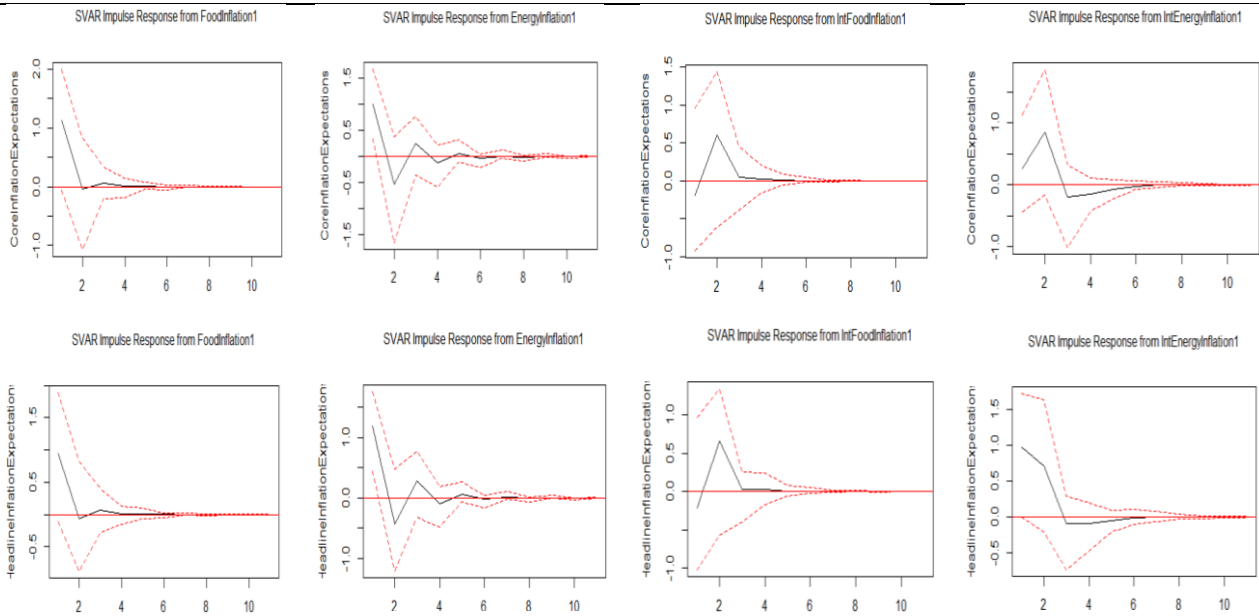 SVAR Impulse Response from FoodInflation1
CoreInflationExpectations
2.0
1.0
0.0
-1.0
2 4 6 8 10
SVAR Impulse Response from EnergyInflation1
CoreInflationExpectations
1.5
0.5
-0.5
-1.5
2 4 6 8 10
SVAR Impulse Response from IntFoodInflation1
CoreInflationExpectations
1.5
1.0
0.5
0.0
-1.0
2 4 6 8 10
SVAR Impulse Response from IntEnergyInflation1
CoreInflationExpectations
1.0
0.0
-1.0
2 4 6 8 10
SVAR Impulse Response from FoodInflation1
HeadlineInflationExpectations
1.5
0.5
-0.5
2 4 6 8 10
SVAR Impulse Response from EnergyInflation1
HeadlineInflationExpectations
1.0
0.0
-1.0
2 4 6 8 10
SVAR Impulse Response from IntFoodInflation1
HeadlineInflationExpectations
1.0
0.5
0.0
-1.0
2 4 6 8 10
SVAR Impulse Response from IntEnergyInflation1
HeadlineInflationExpectations
1.5
1.0
0.5
0.0
-0.5
2 4 6 8 10